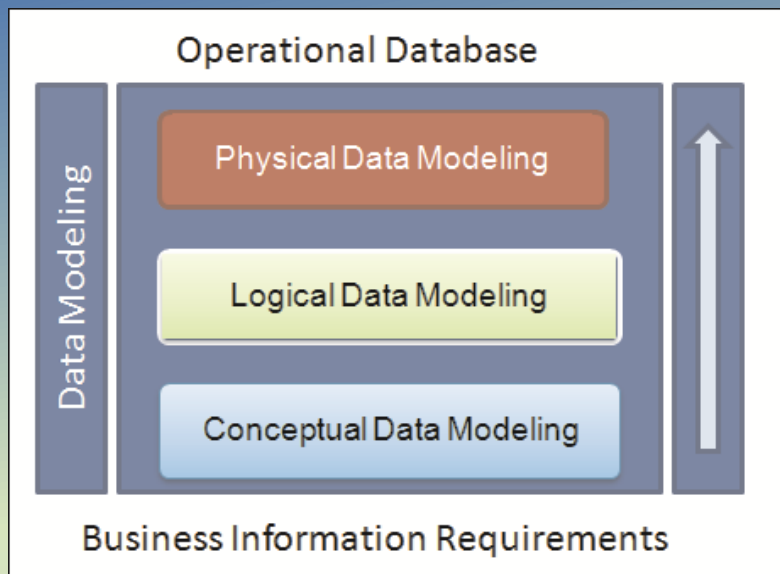 Operational Database
Data Modeling
Physical Data Modeling
Logical Data Modeling
Conceptual Data Modeling
Business Information Requirements